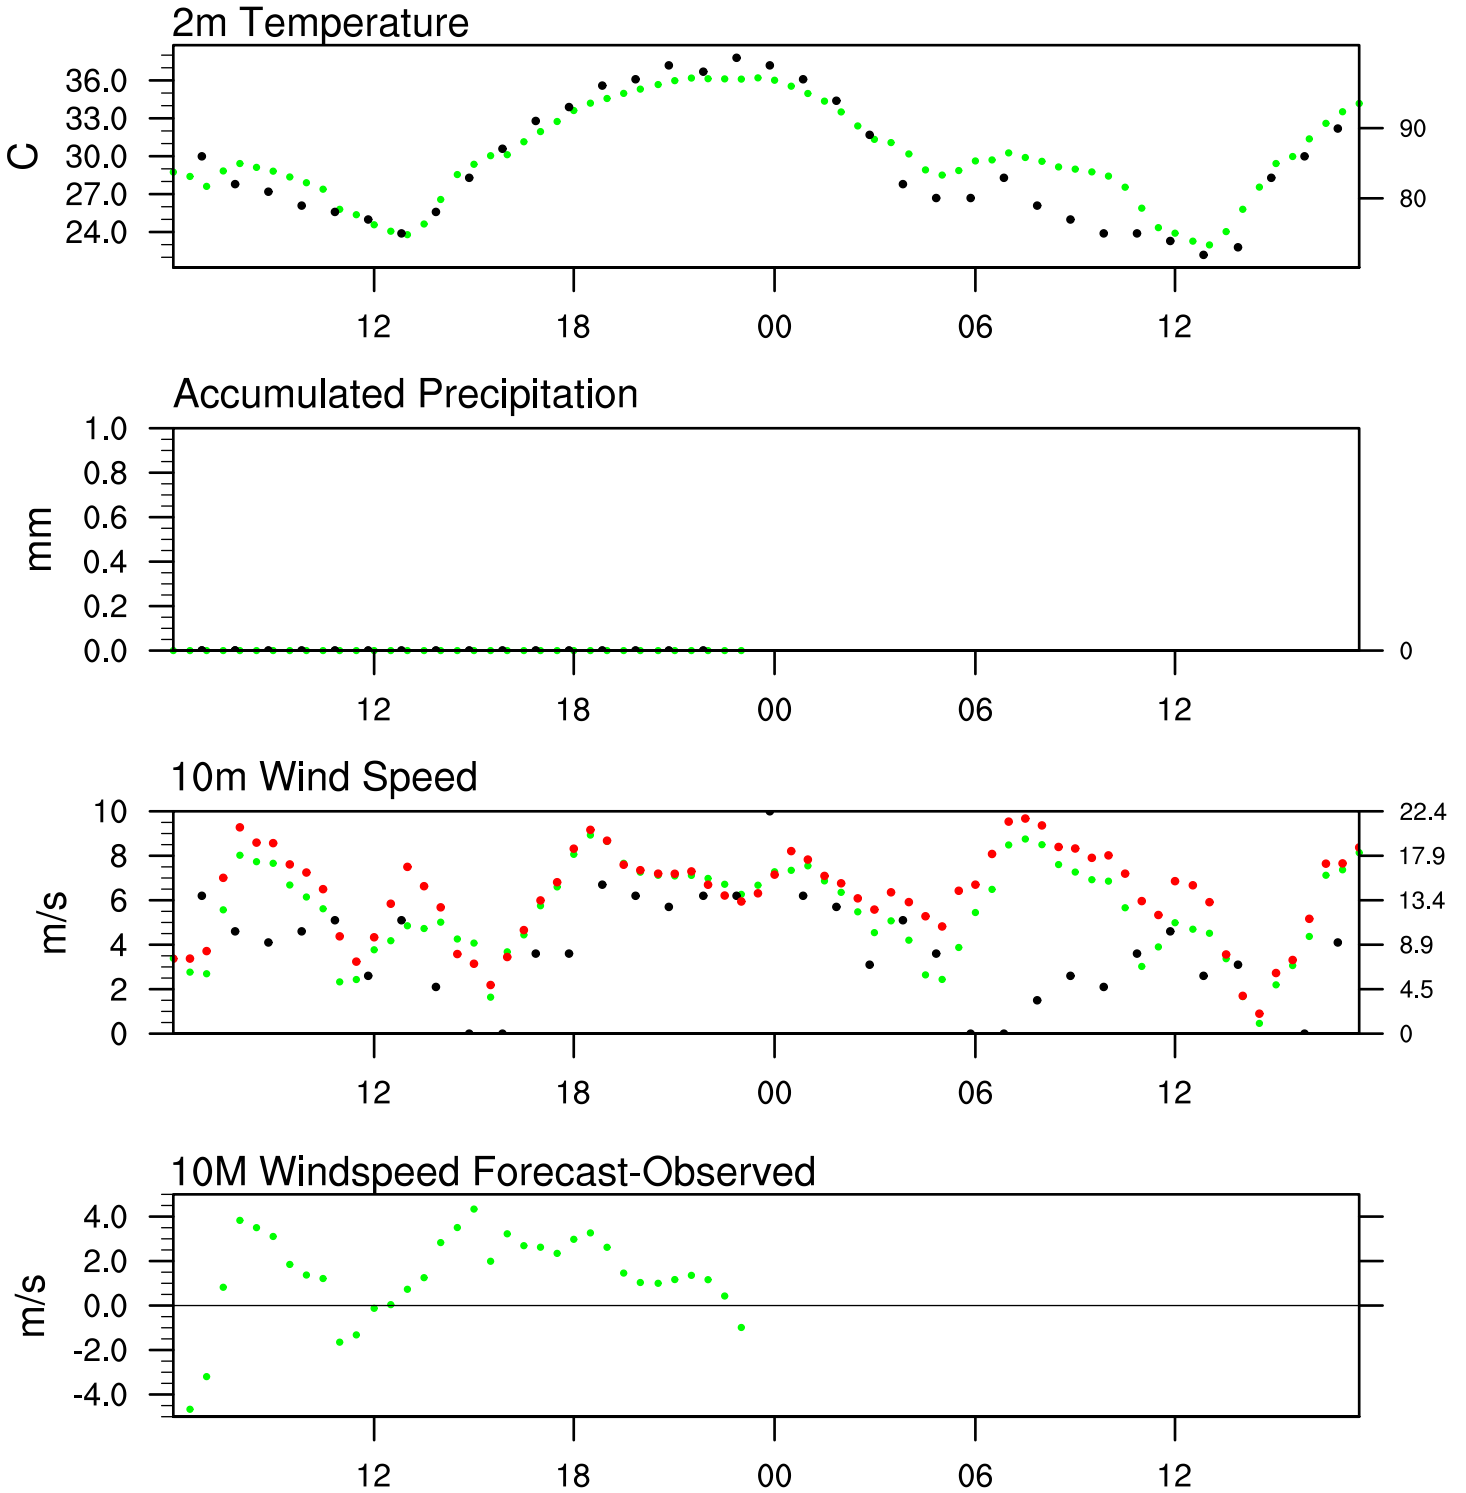 2m Temperature
36.0
33.0
30.0
27.0
24.0
C
90
80
12 18 00 06 12
Accumulated Precipitation
1.0
0.8
0.6
0.4
0.2
0.0
mm
0
12 18 00 06 12
10m Wind Speed
10
8
6
4
2
0
m/s
22.4
17.9
13.4
8.9
4.5
0
12 18 00 06 12
10M Windspeed Forecast-Observed
4.0
2.0
0.0
-2.0
-4.0
m/s
12 18 00 06 12